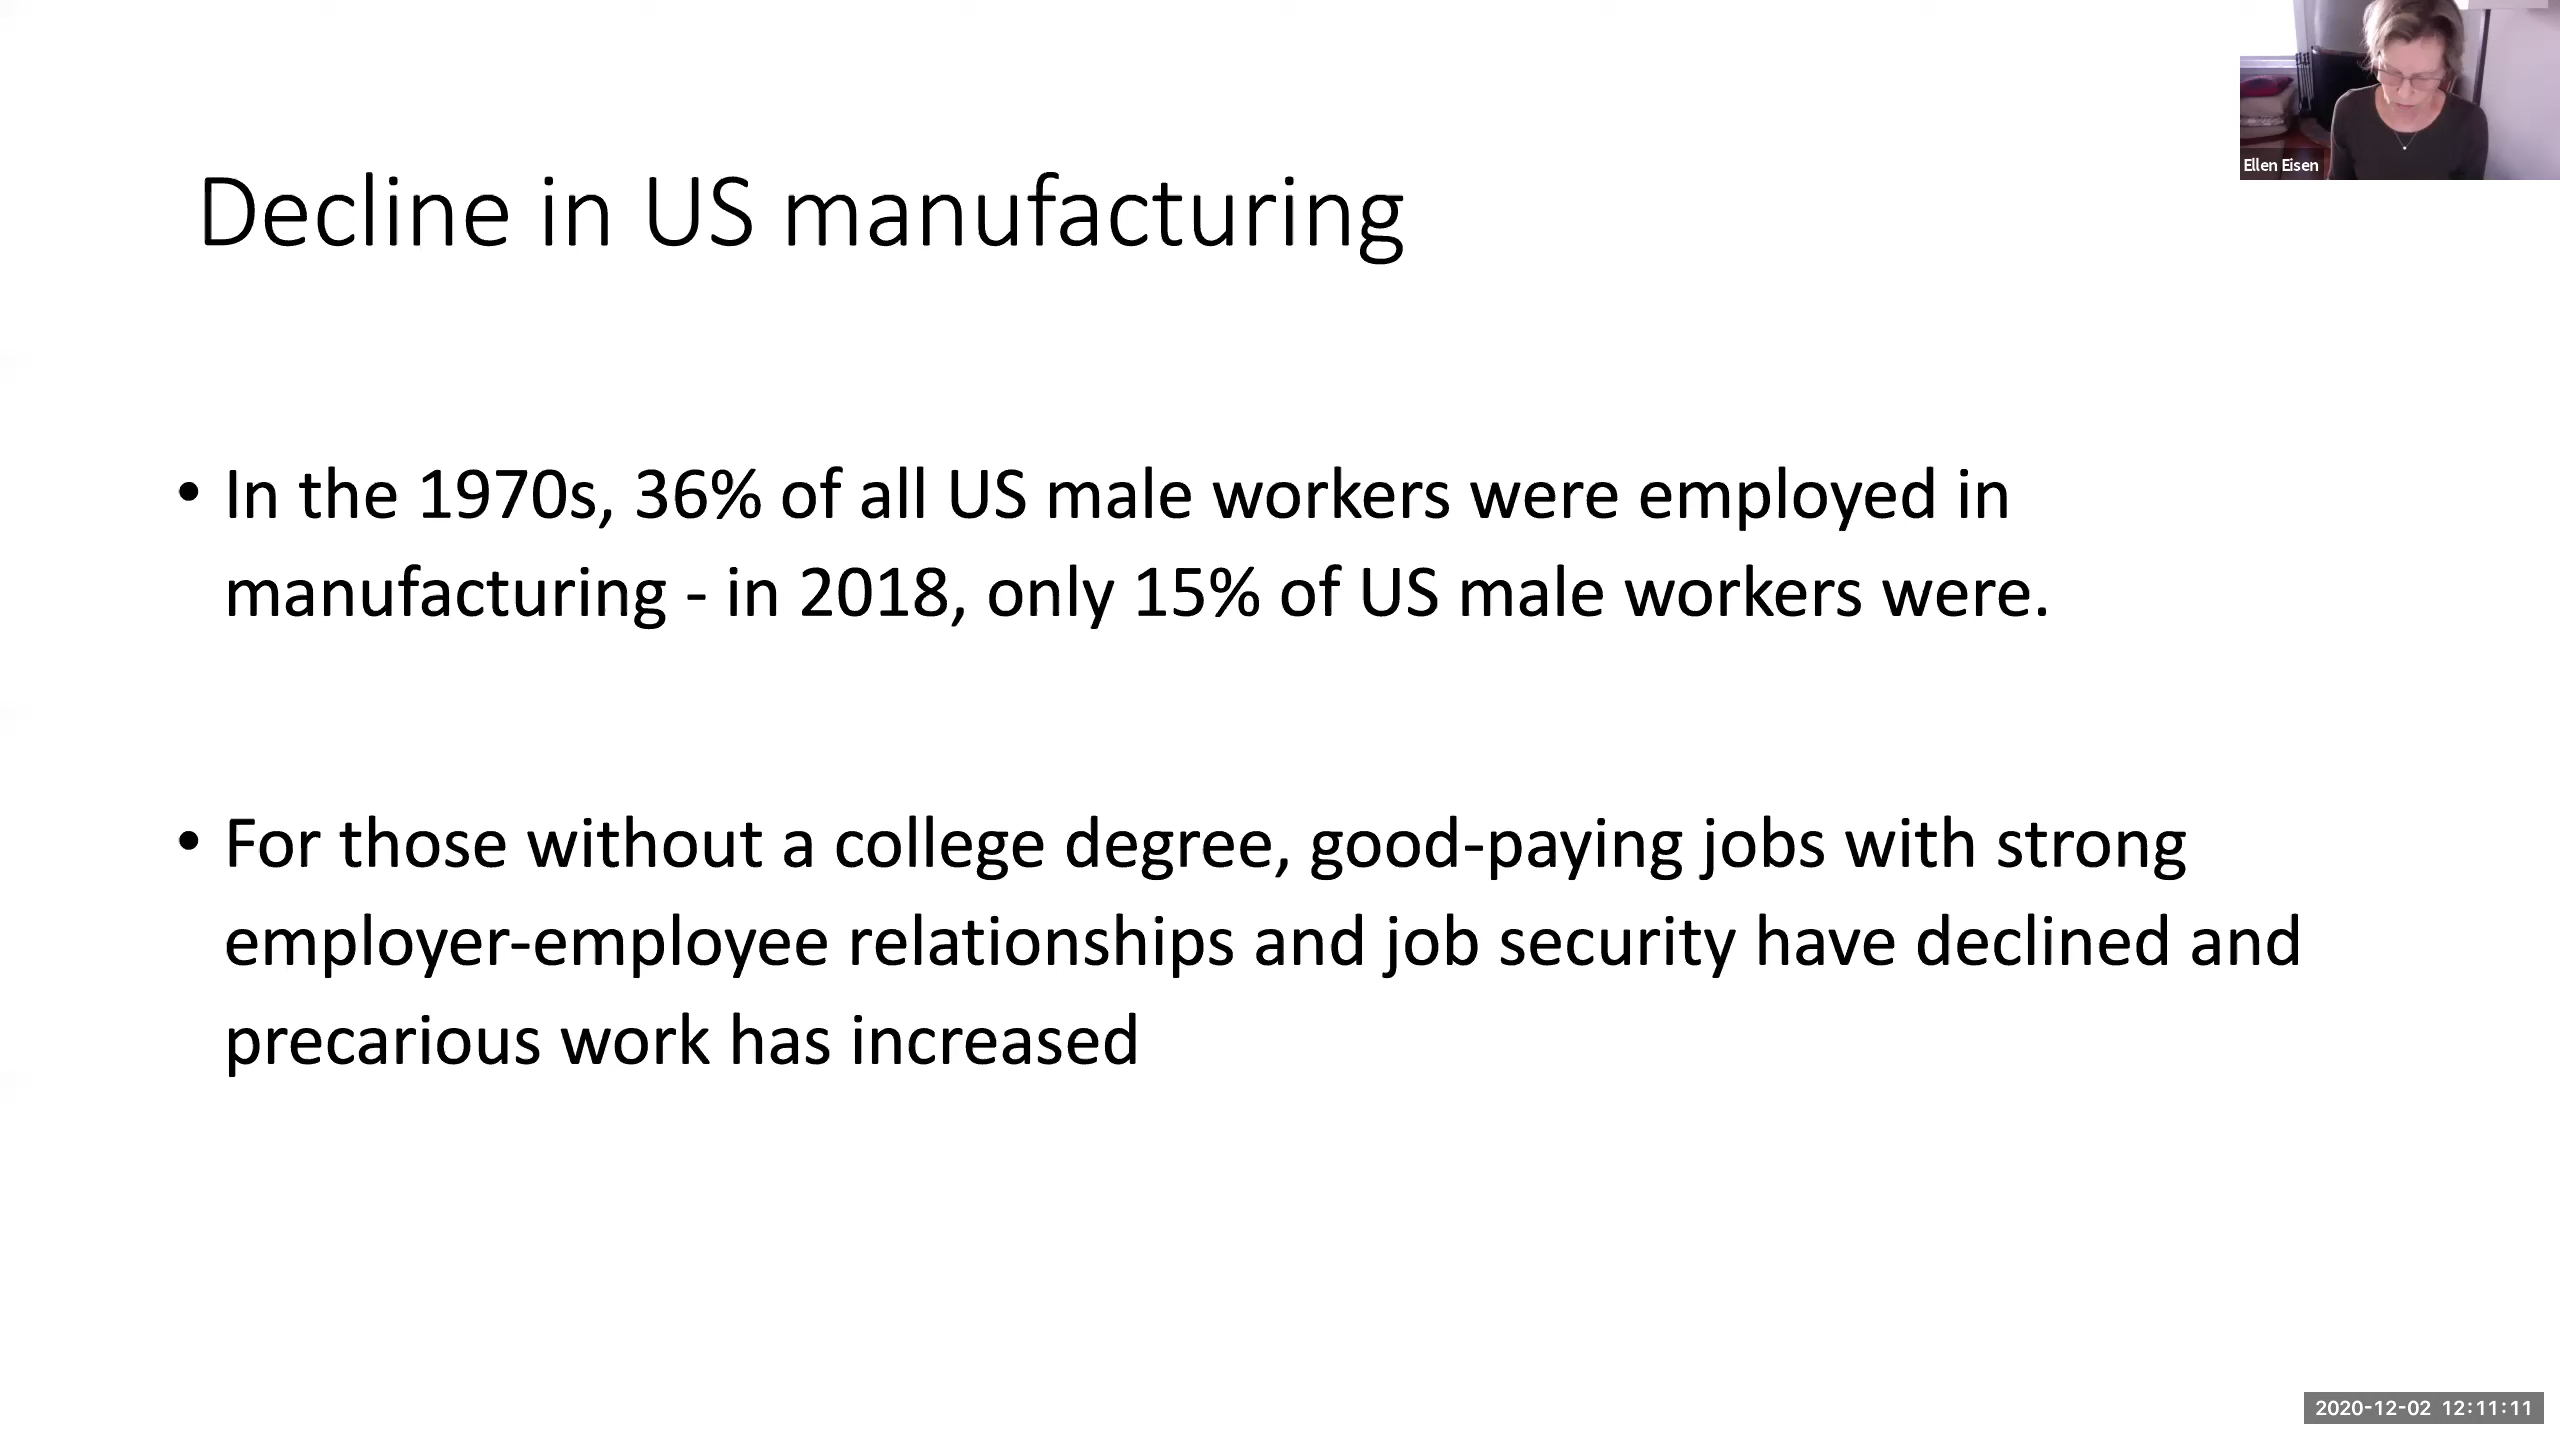 Ellen Eisen
Decline in US manufacturing
• In the 1970s, 36% of all US male workers were employed in
manufacturing - in 2018, only 15% of US male workers were.
• For those without a college degree, good-paying jobs with strong
employer-employee relationships and job security have declined and
precarious work has increased
2020-12-02 12:11:11